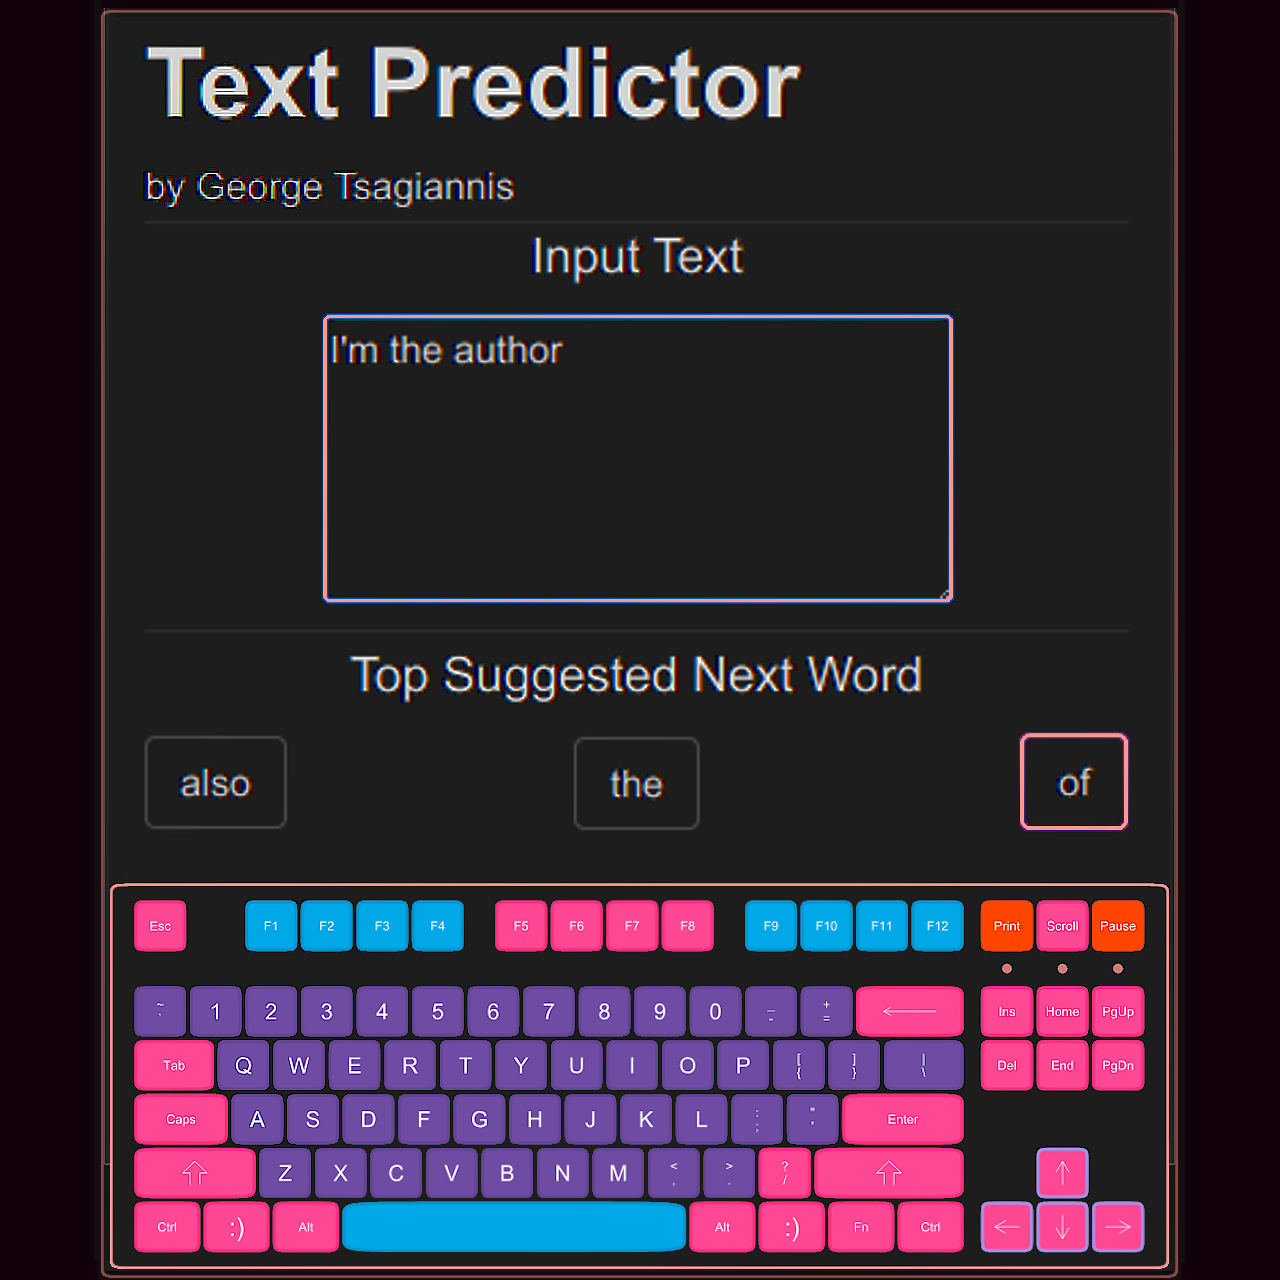 Text Predictor
by George Tsagiannis
Input Text
I'm the author
Top Suggested Next Word
also the of
Esc F1 F2 F3 F4 F5 F6 F7 F8 F9 F10 F11 F12 Print Scroll Pause
~ ` 1 2 3 4 5 6 7 8 9 0 _ - + = ← Ins Home PgUp
Tab Q W E R T Y U I O P [ { ] } | \ Del End PgDn
Caps A S D F G H J K L : ; " ' Enter
⇧ Z X C V B N M < , > . ? / ⇧ ↑
Ctrl :) Alt Alt :) Fn Ctrl ← ↓ →